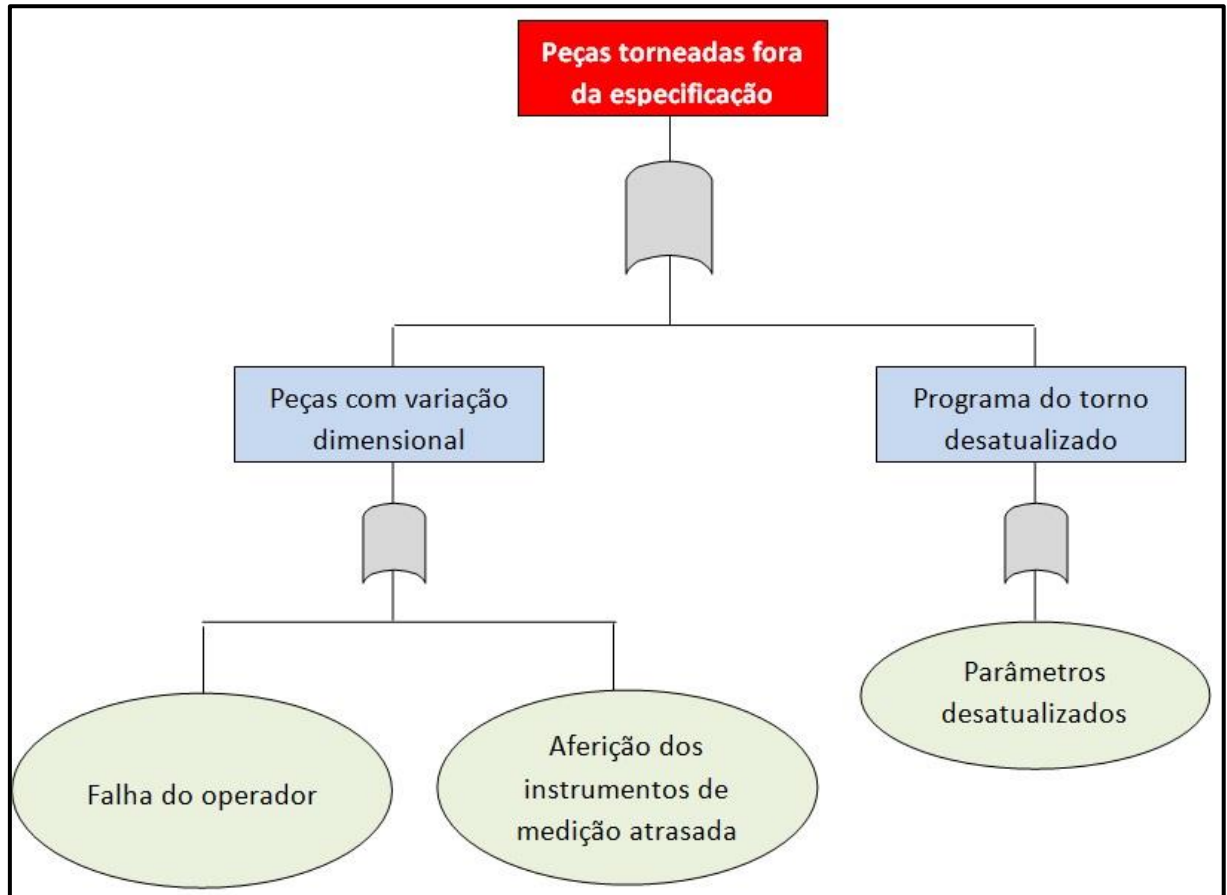 Peças torneadas fora
da especificação
Peças com variação
dimensional
Programa do torno
desatualizado
Falha do operador
Aferição dos
instrumentos de
medição atrasada
Parâmetros
desatualizados